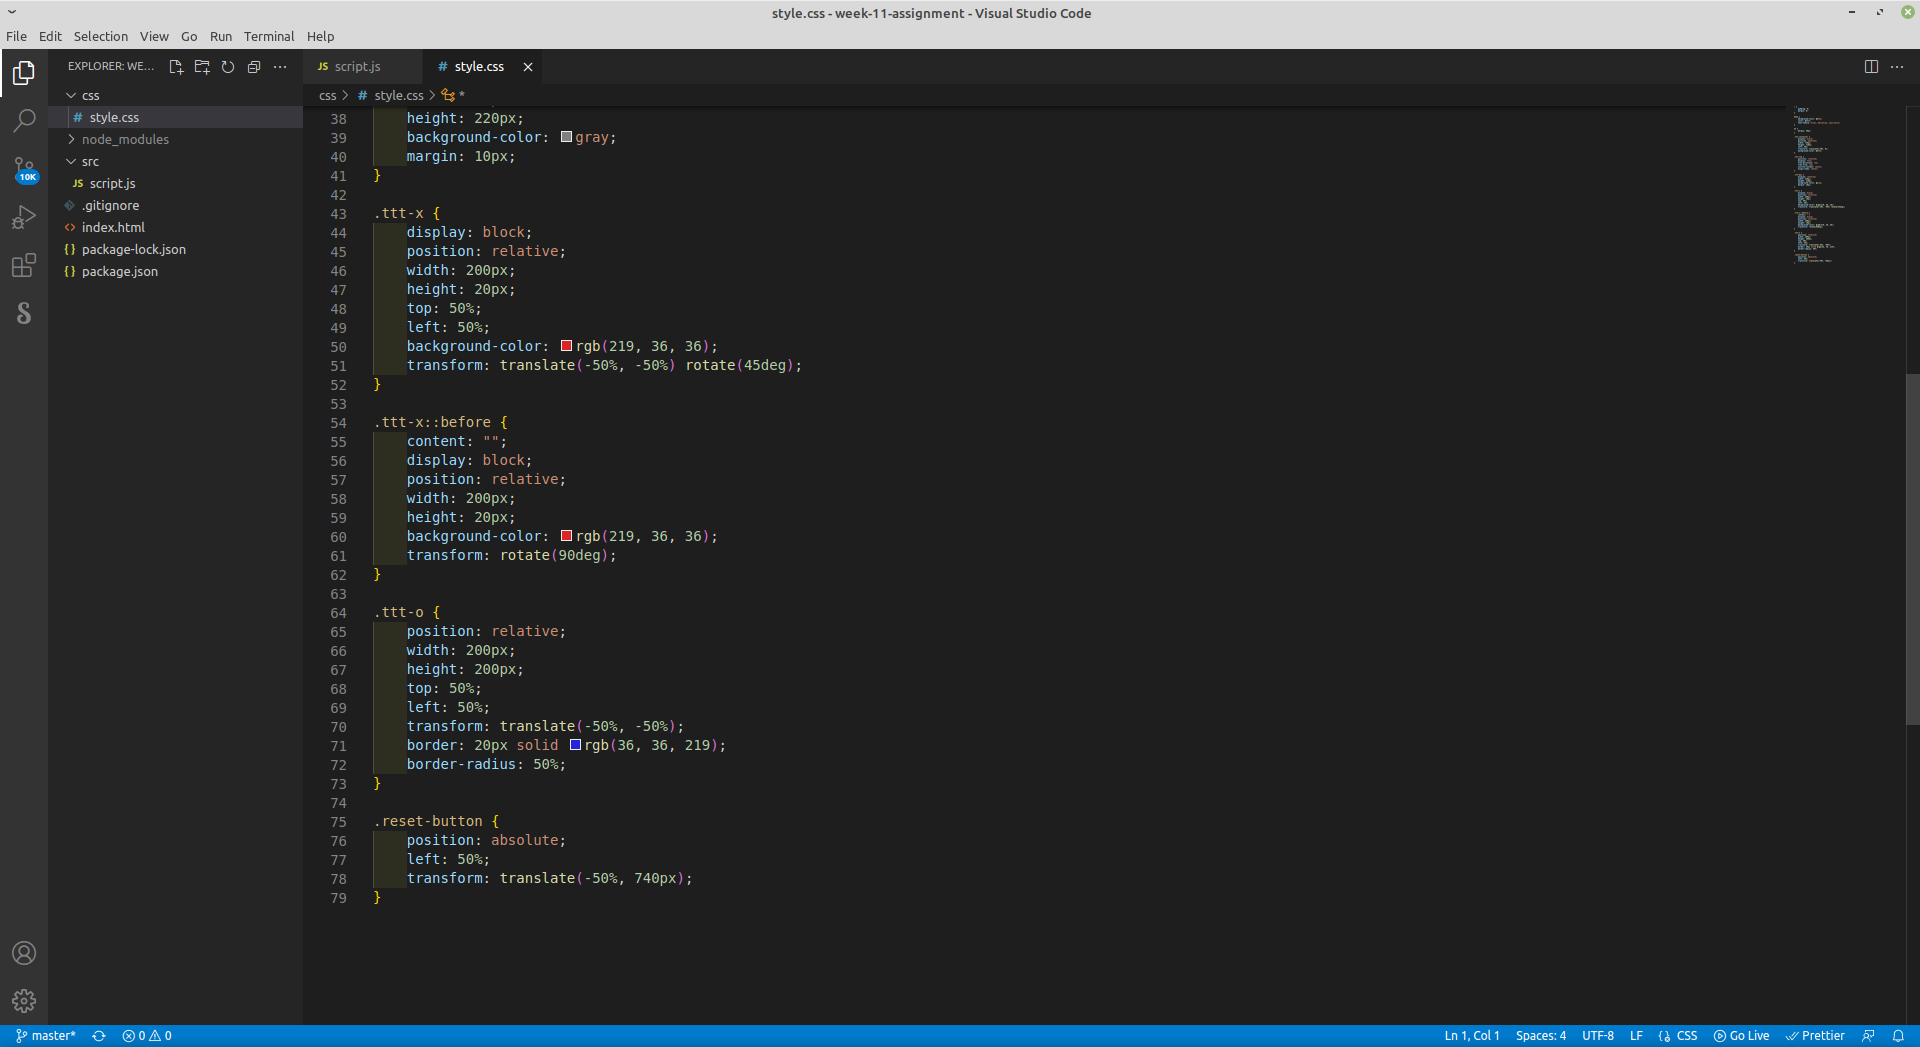 style.css - week-11-assignment - Visual Studio Code
File Edit Selection View Go Run Terminal Help
EXPLORER: WE...
css
style.css
node_modules
src
JS script.js
.gitignore
index.html
package-lock.json
package.json
10K
JS script.js
# style.css
css > # style.css > *
38 height: 220px;
39 background-color: gray;
40 margin: 10px;
41 }
42
43 .ttt-x {
44 display: block;
45 position: relative;
46 width: 200px;
47 height: 20px;
48 top: 50%;
49 left: 50%;
50 background-color: rgb(219, 36, 36);
51 transform: translate(-50%, -50%) rotate(45deg);
52 }
53
54 .ttt-x::before {
55 content: "";
56 display: block;
57 position: relative;
58 width: 200px;
59 height: 20px;
60 background-color: rgb(219, 36, 36);
61 transform: rotate(90deg);
62 }
63
64 .ttt-o {
65 position: relative;
66 width: 200px;
67 height: 200px;
68 top: 50%;
69 left: 50%;
70 transform: translate(-50%, -50%);
71 border: 20px solid rgb(36, 36, 219);
72 border-radius: 50%;
73 }
74
75 .reset-button {
76 position: absolute;
77 left: 50%;
78 transform: translate(-50%, 740px);
79 }
master* 0 0 Ln 1, Col 1 Spaces: 4 UTF-8 LF CSS Go Live Prettier